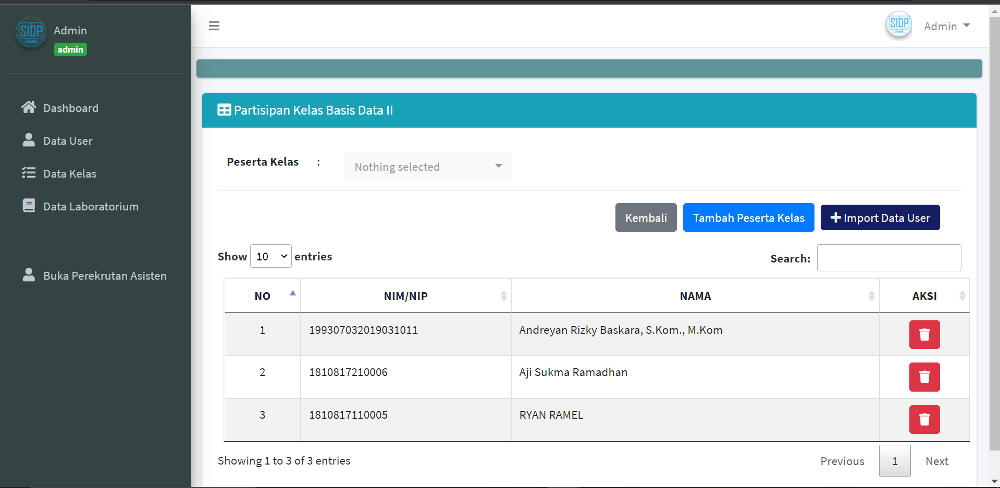 SIDP
Admin
admin
Dashboard
Data User
Data Kelas
Data Laboratorium
Buka Perekrutan Asisten
SIDP
Admin
Partisipan Kelas Basis Data II
Peserta Kelas : Nothing selected
Kembali Tambah Peserta Kelas Import Data User
Show 10 entries Search:
NO NIM/NIP NAMA AKSI
1 199307032019031011 Andreyan Rizky Baskara, S.Kom., M.Kom
2 1810817210006 Aji Sukma Ramadhan
3 1810817110005 RYAN RAMEL
Showing 1 to 3 of 3 entries Previous 1 Next